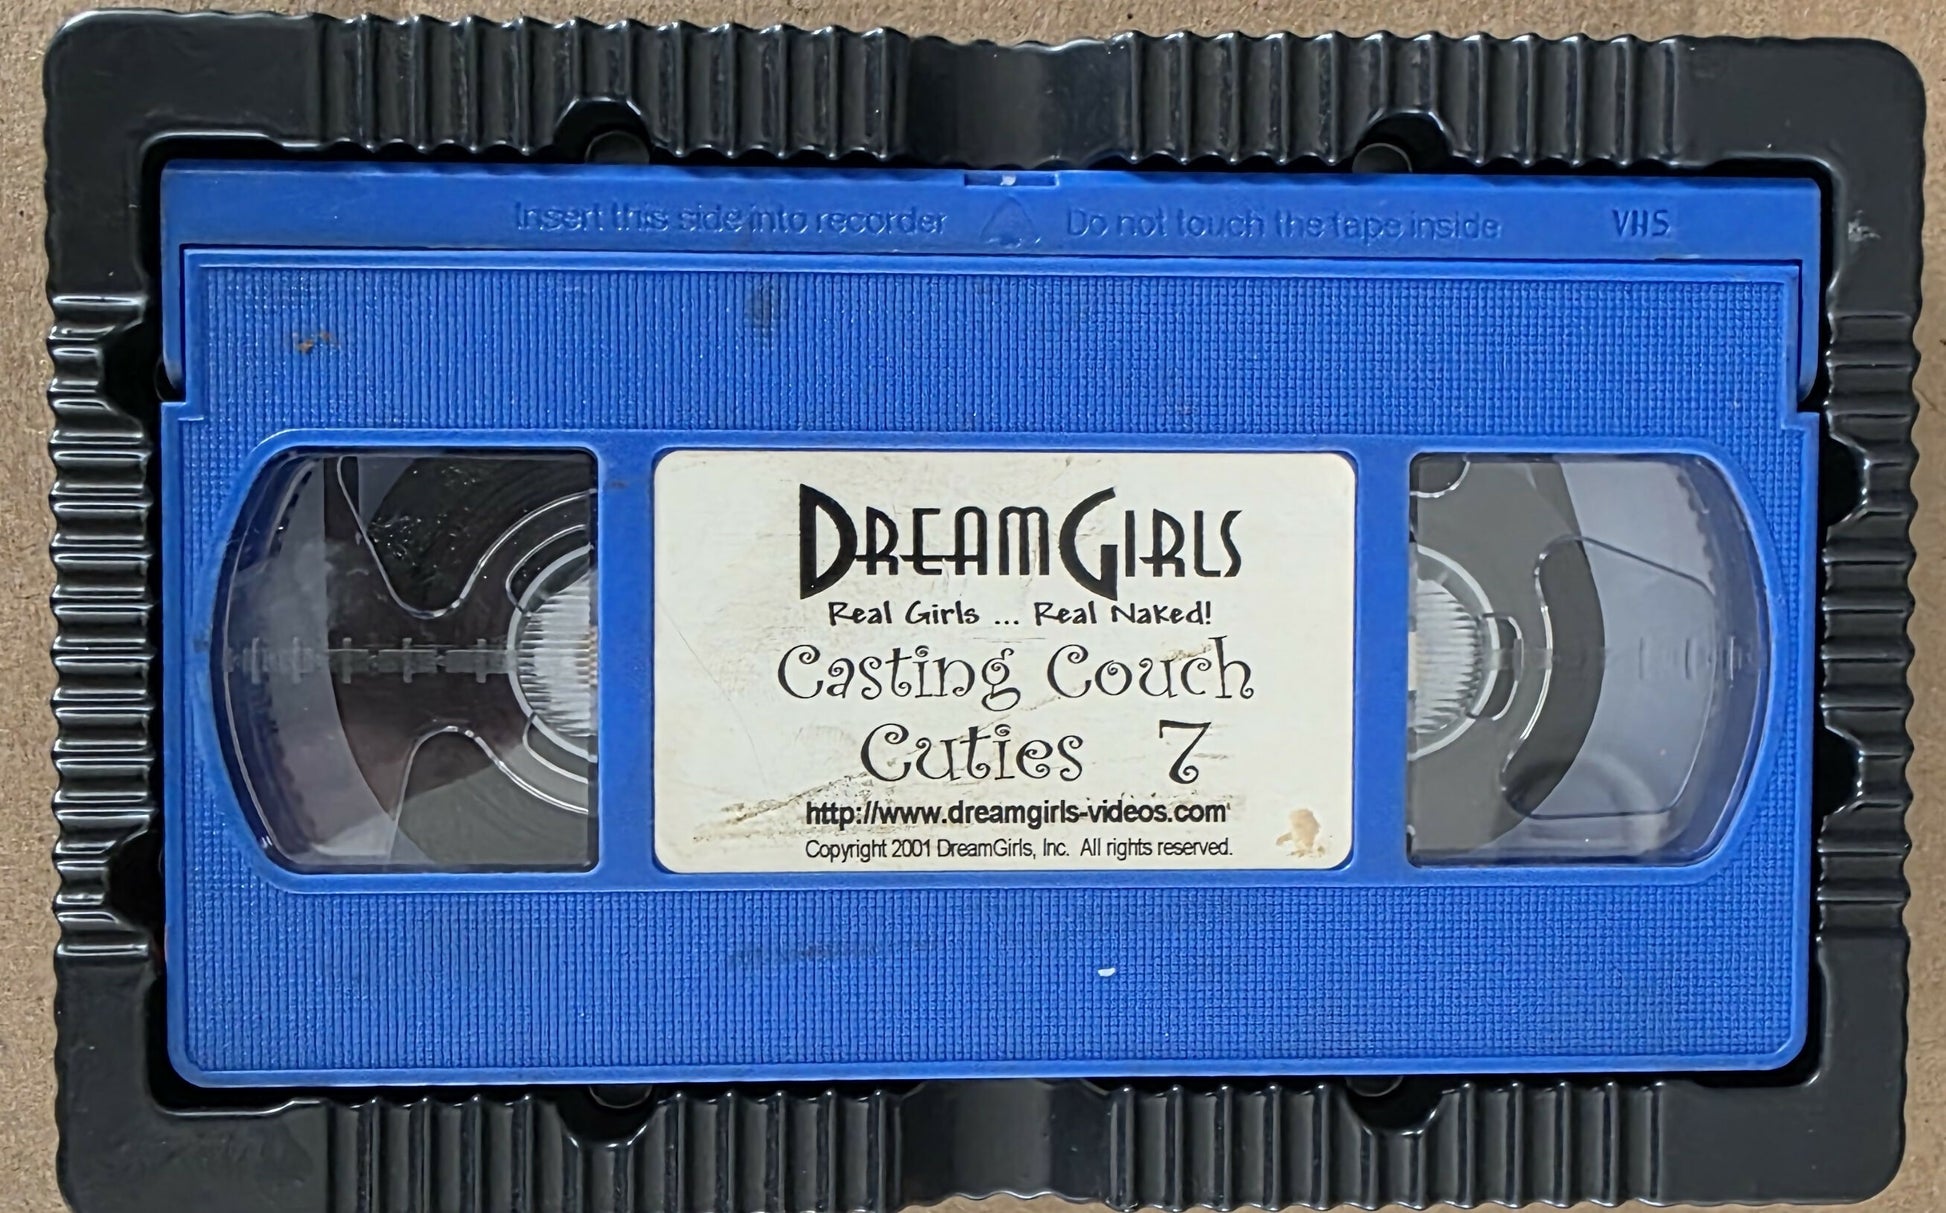 Insert this side into recorder Do not touch the tape inside VHS
DREAMGIRLS
Real Girls ... Real Naked!
Casting Couch
Cuties 7
http://www.dreamgirls-videos.com
Copyright 2001 DreamGirls, Inc. All rights reserved.